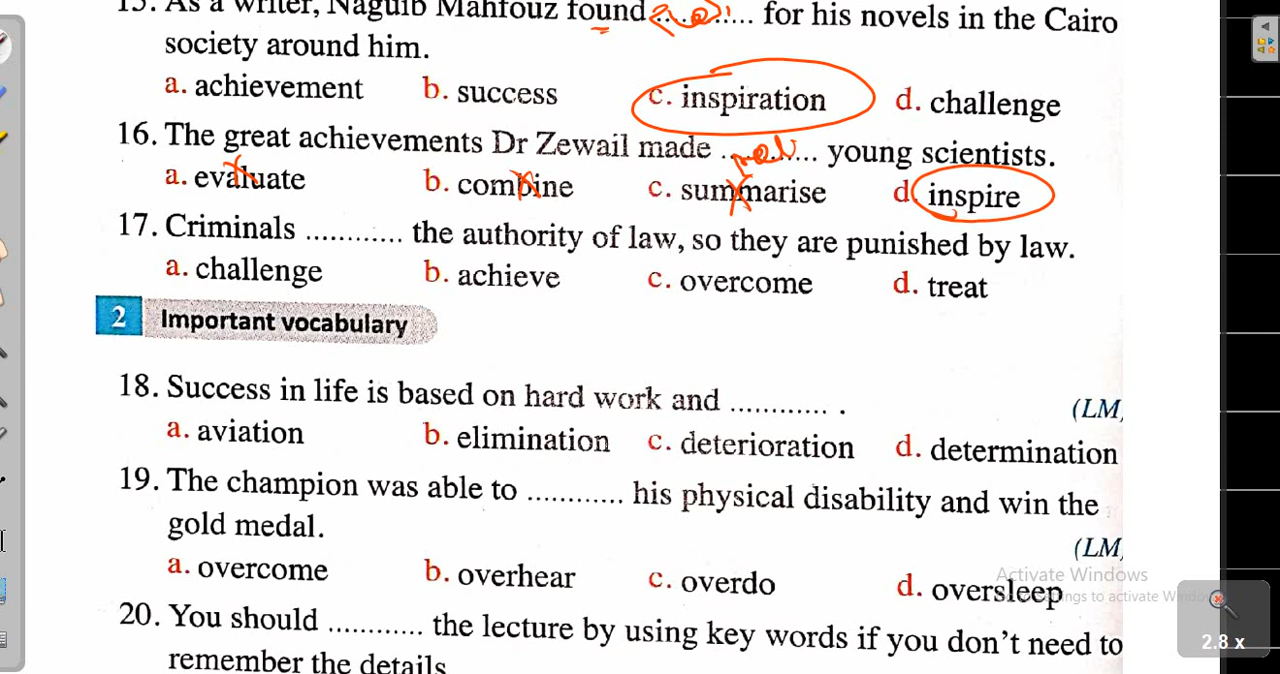 15. As a writer, Naguib Mahfouz found ............ for his novels in the Cairo
society around him.
a. achievement b. success c. inspiration d. challenge
16. The great achievements Dr Zewail made ............ young scientists.
a. evaluate b. combine c. summarise d. inspire
17. Criminals ............ the authority of law, so they are punished by law.
a. challenge b. achieve c. overcome d. treat
2 Important vocabulary
18. Success in life is based on hard work and ............ .
(LM)
a. aviation b. elimination c. deterioration d. determination
19. The champion was able to ............ his physical disability and win the
gold medal.
(LM)
a. overcome b. overhear c. overdo d. oversleep
Activate Windows
ngs to activate Windo
20. You should ............ the lecture by using key words if you don't need to
remember the details
2.8 x